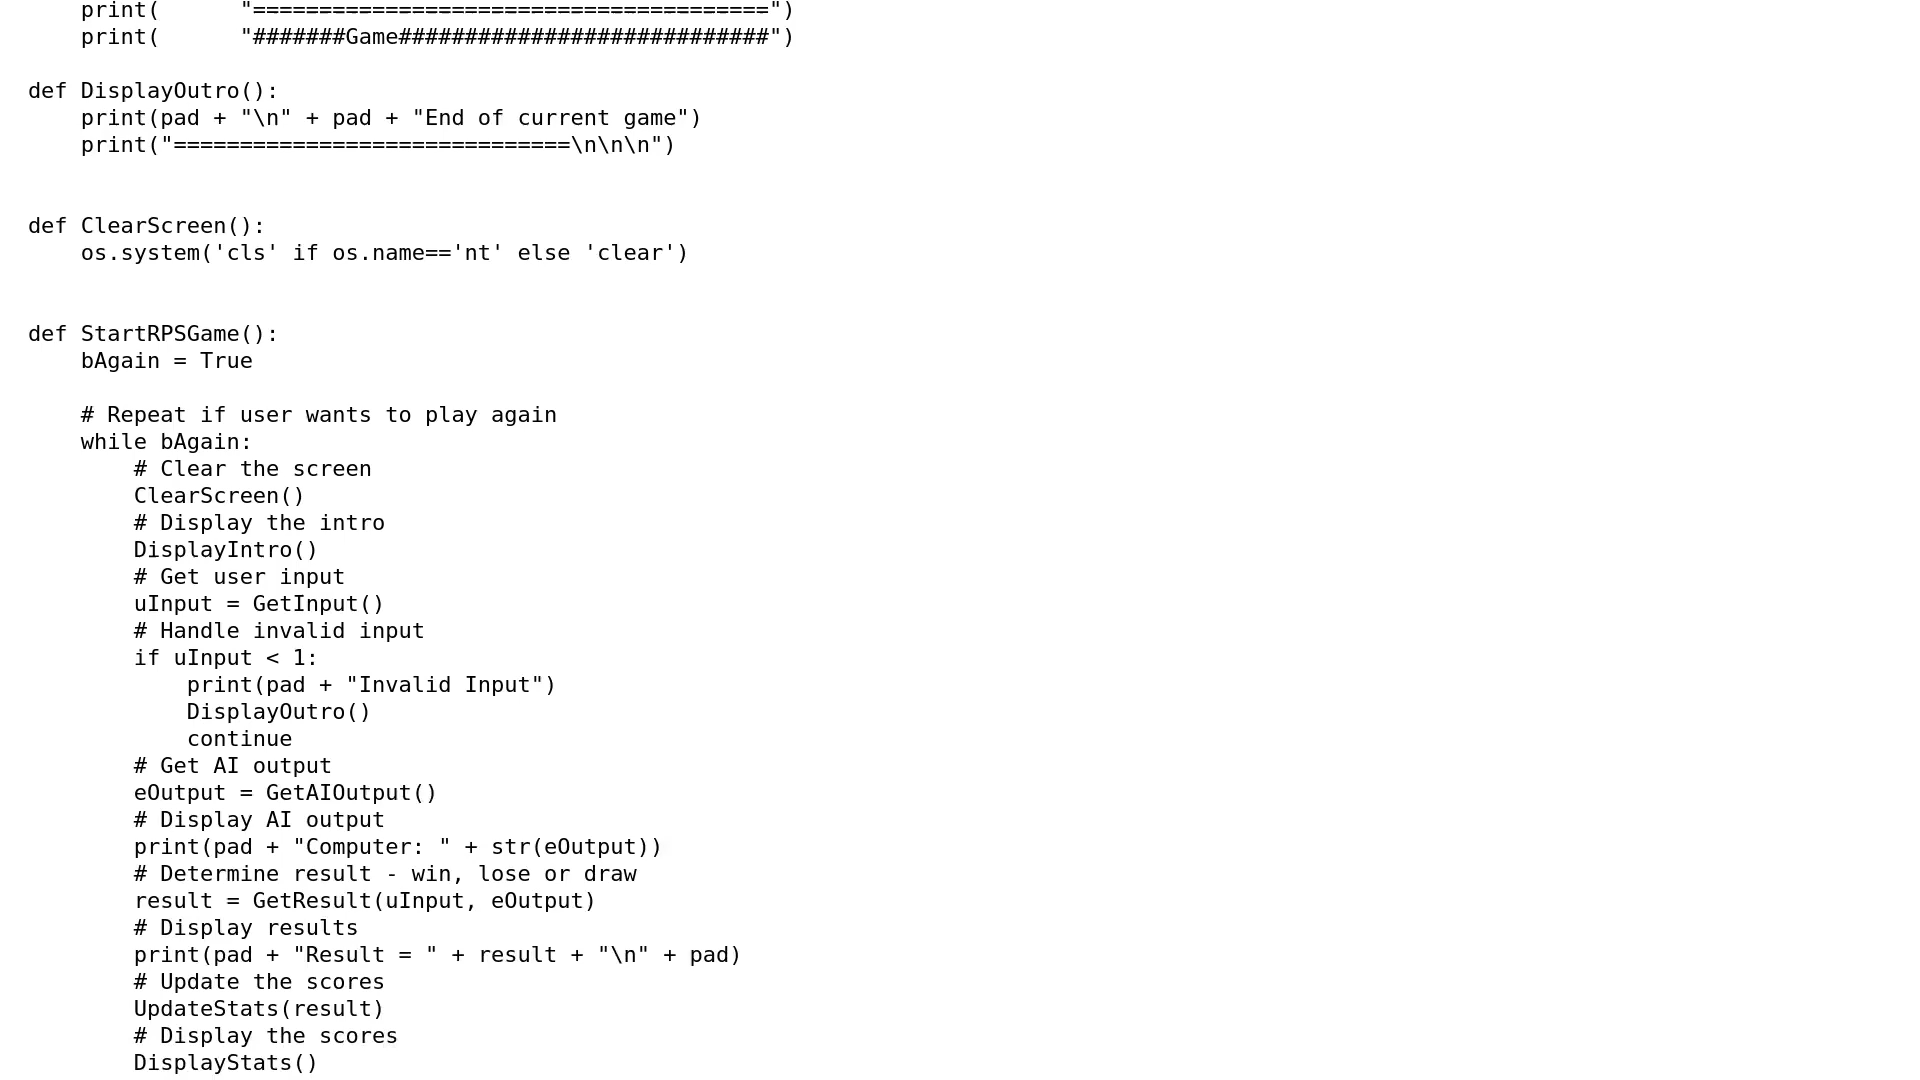 print(      "=======================================")
    print(      "#######Game############################")

def DisplayOutro():
    print(pad + "\n" + pad + "End of current game")
    print("==============================\n\n\n")


def ClearScreen():
    os.system('cls' if os.name=='nt' else 'clear')


def StartRPSGame():
    bAgain = True

    # Repeat if user wants to play again
    while bAgain:
        # Clear the screen
        ClearScreen()
        # Display the intro
        DisplayIntro()
        # Get user input
        uInput = GetInput()
        # Handle invalid input
        if uInput < 1:
            print(pad + "Invalid Input")
            DisplayOutro()
            continue
        # Get AI output
        eOutput = GetAIOutput()
        # Display AI output
        print(pad + "Computer: " + str(eOutput))
        # Determine result - win, lose or draw
        result = GetResult(uInput, eOutput)
        # Display results
        print(pad + "Result = " + result + "\n" + pad)
        # Update the scores
        UpdateStats(result)
        # Display the scores
        DisplayStats()